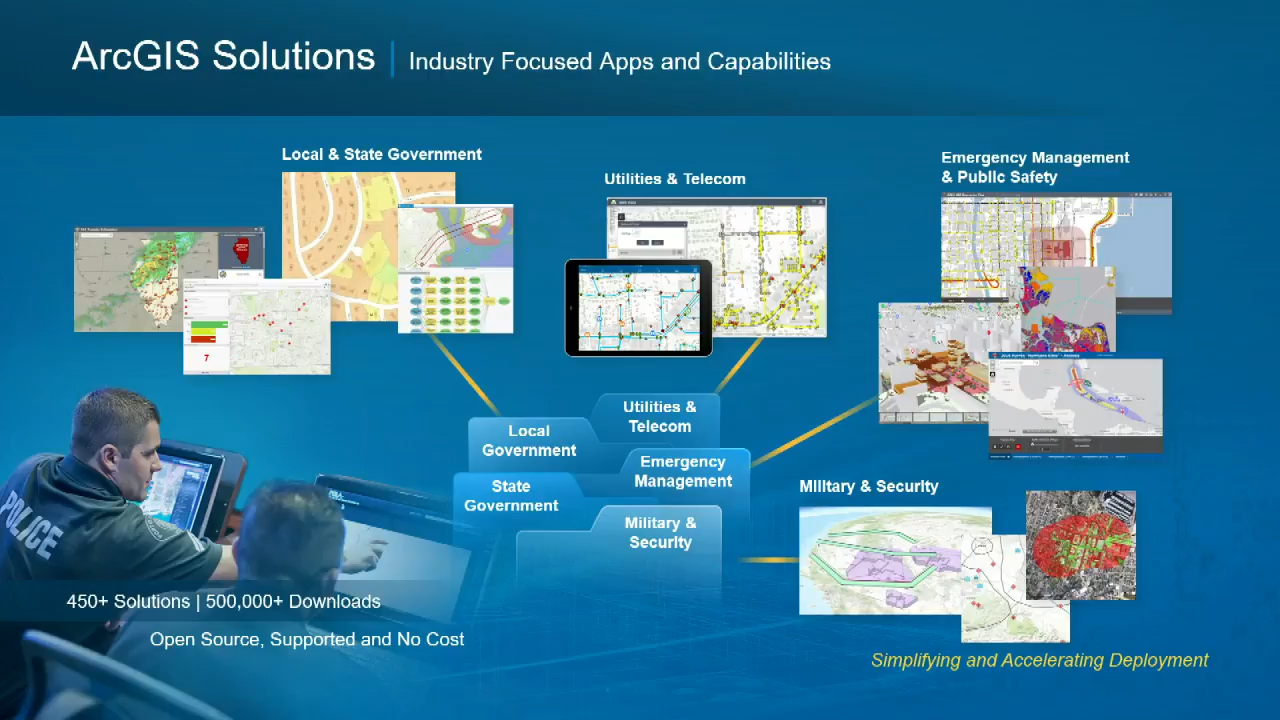 ArcGIS Solutions | Industry Focused Apps and Capabilities
Local & State Government
Utilities & Telecom
Emergency Management
& Public Safety
7
Utilities &
Telecom
Local
Government
Emergency
Management
State
Government
Military &
Security
Military & Security
POLICE
450+ Solutions | 500,000+ Downloads
Open Source, Supported and No Cost
Simplifying and Accelerating Deployment